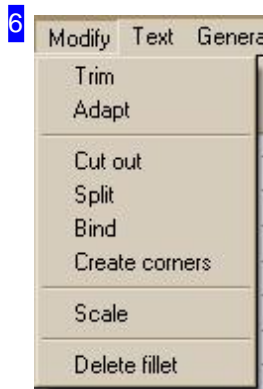 6
Modify Text Genera
Trim
Adapt
Cut out
Split
Bind
Create corners
Scale
Delete fillet